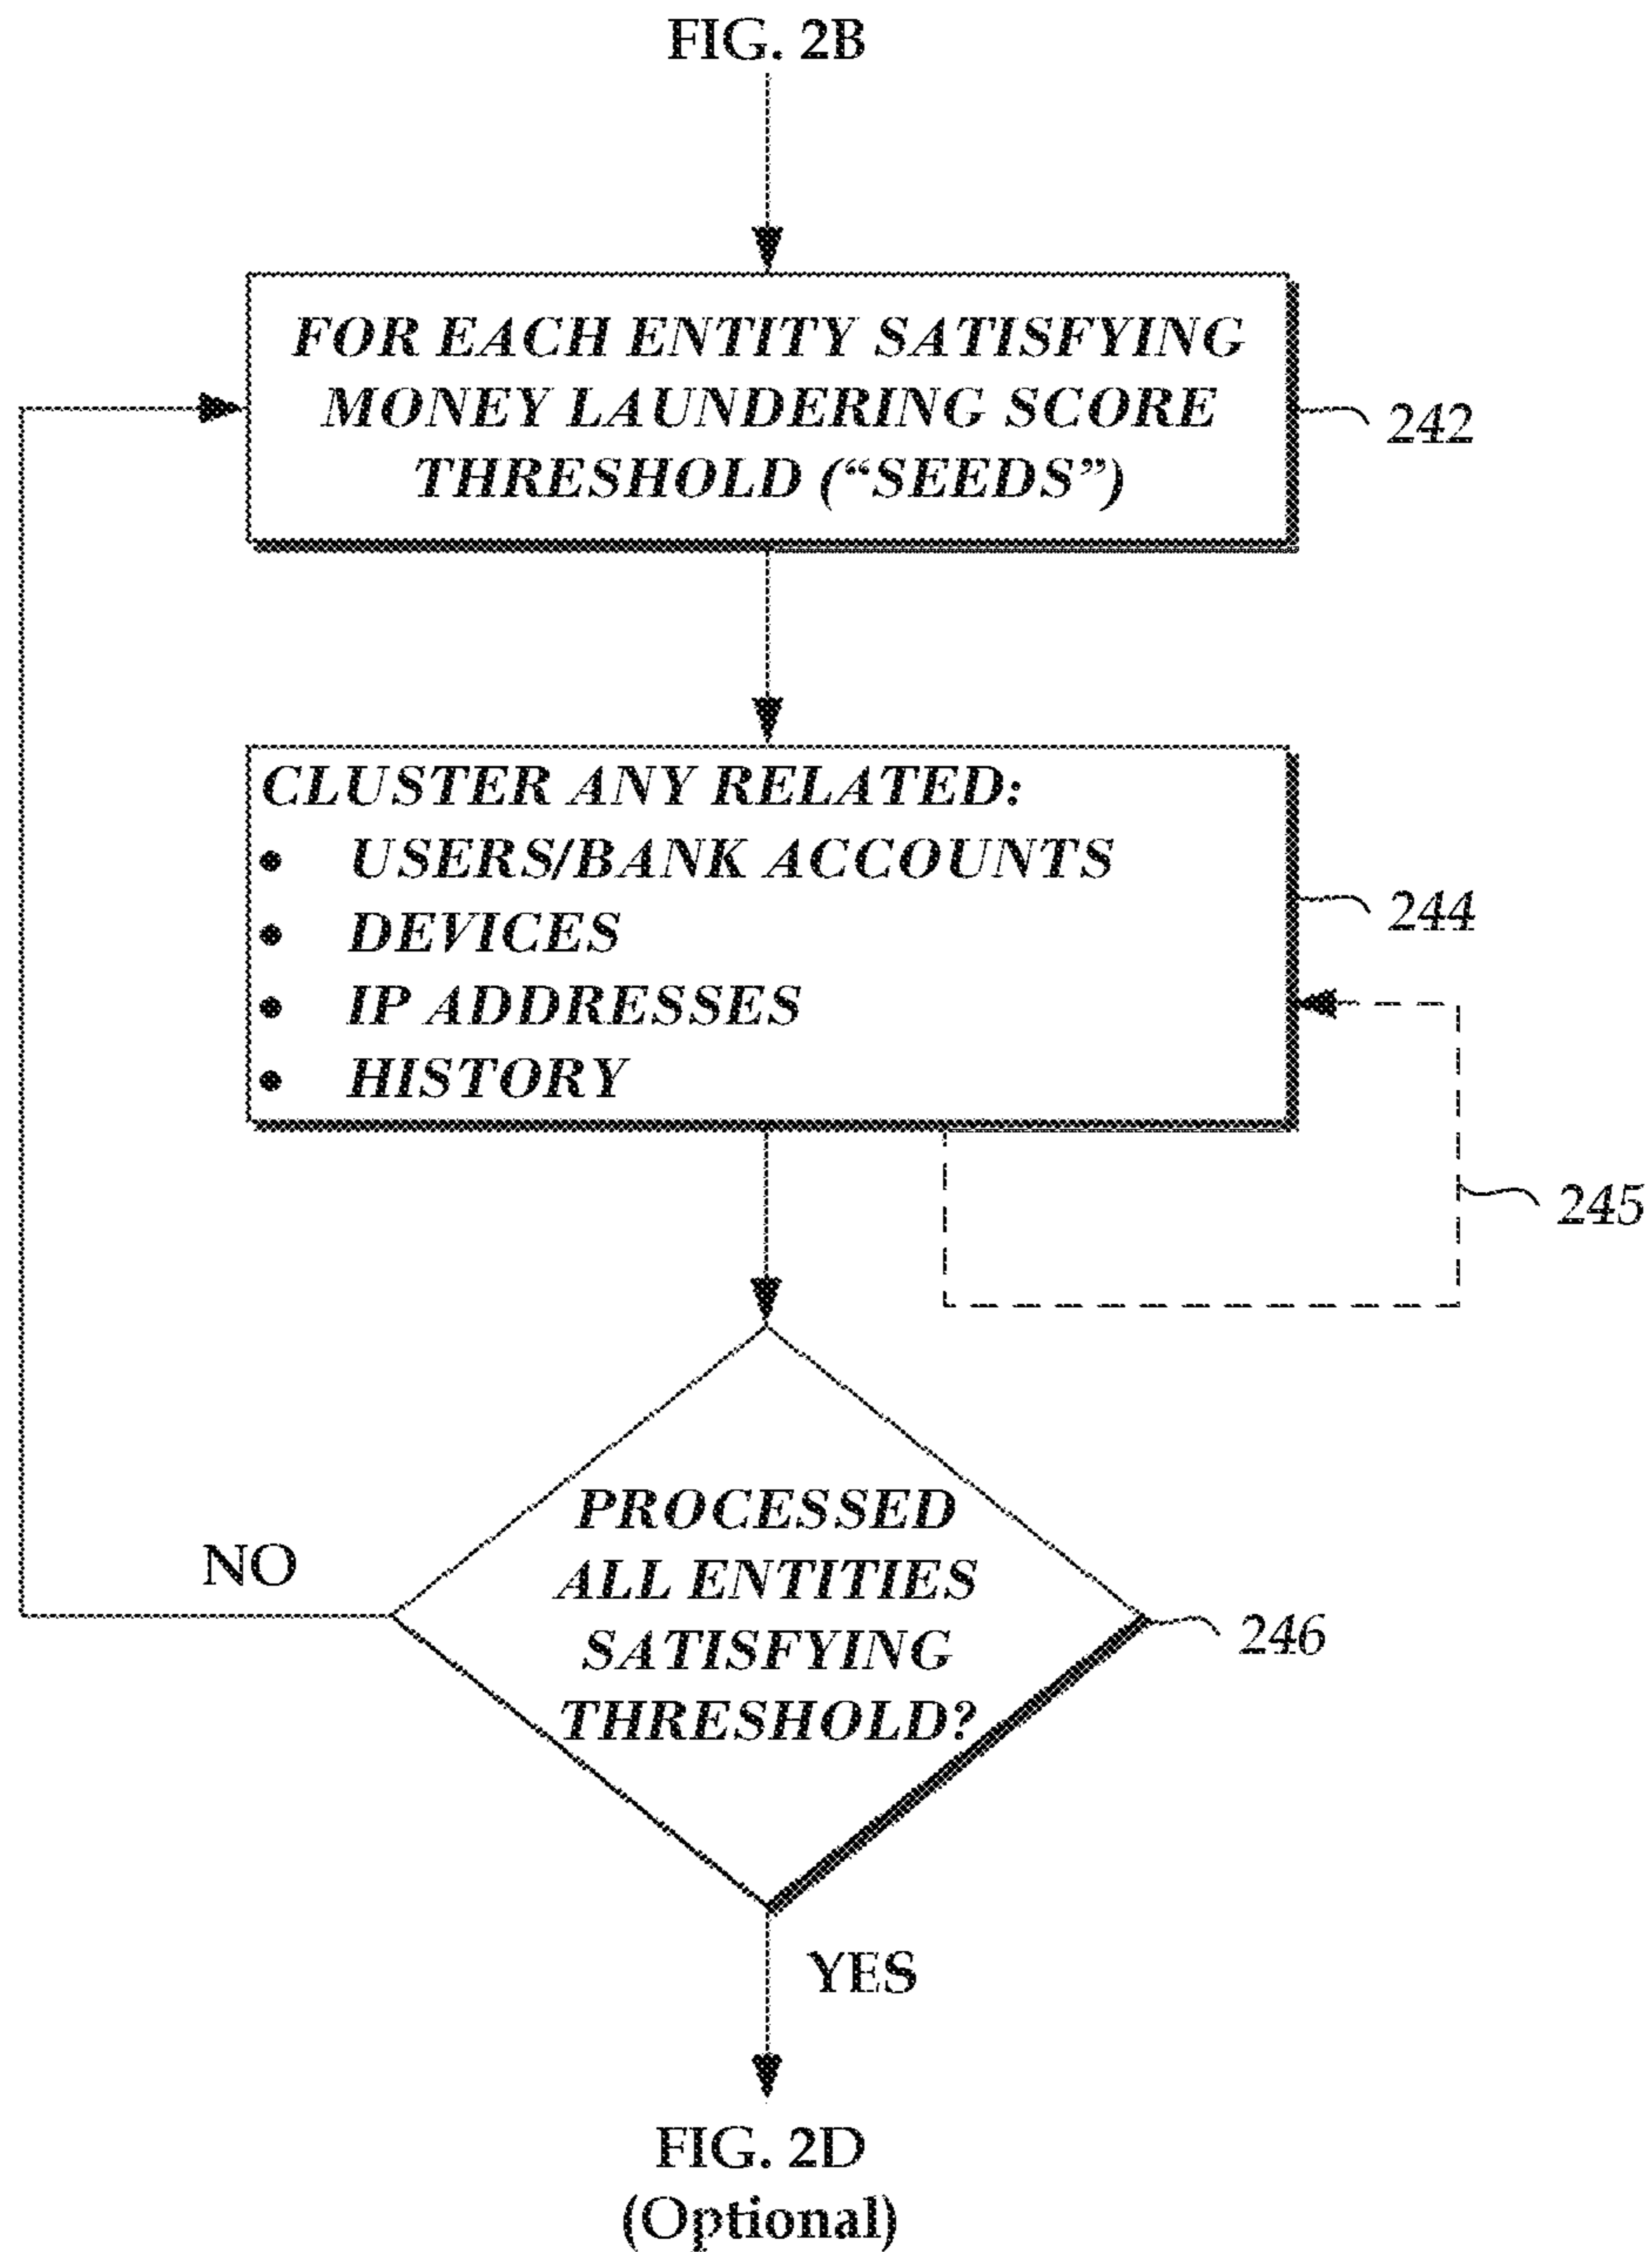 FIG. 2B
FOR EACH ENTITY SATISFYING
MONEY LAUNDERING SCORE
THRESHOLD (“SEEDS”)
242
CLUSTER ANY RELATED:
• USERS/BANK ACCOUNTS
244
• DEVICES
• IP ADDRESSES
• HISTORY
245
PROCESSED
ALL ENTITIES
SATISFYING
THRESHOLD?
NO
246
YES
FIG. 2D
(Optional)